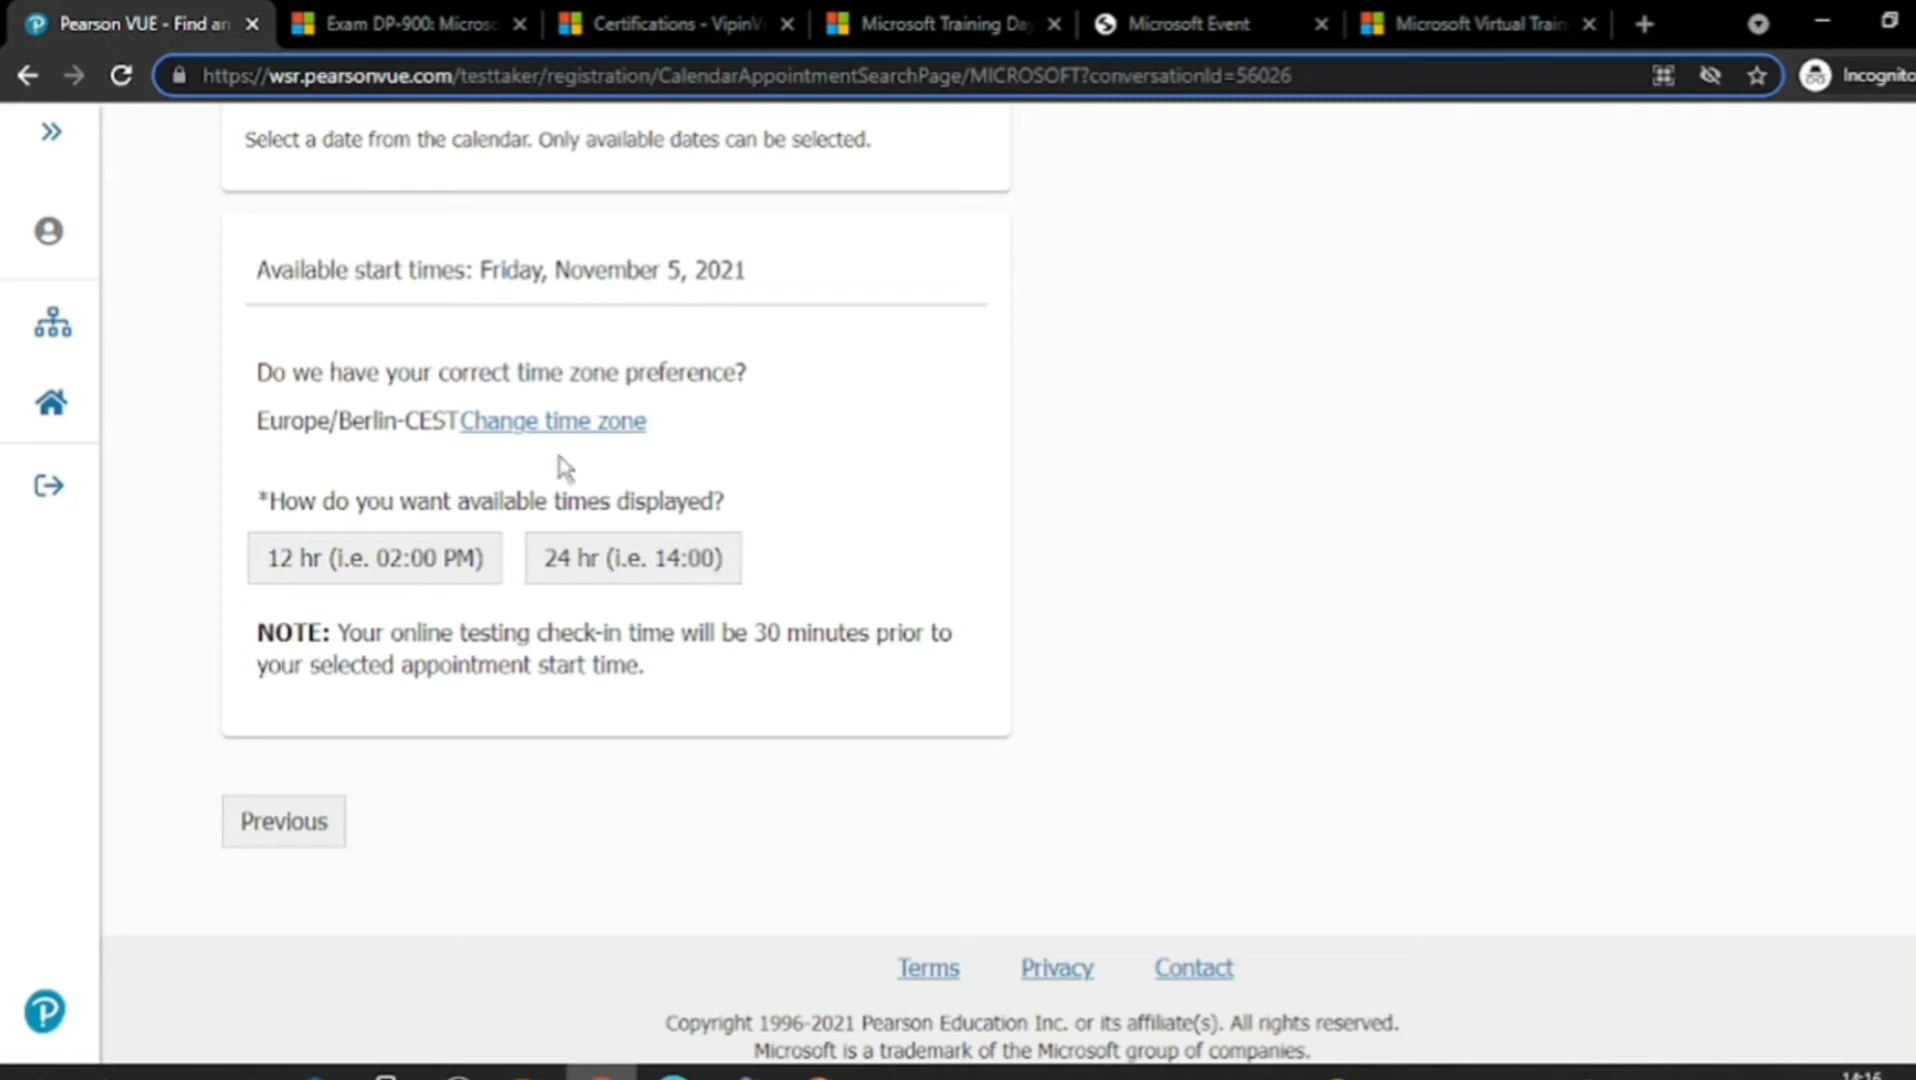 Pearson VUE - Find an
Exam DP-900: Micros
Certifications - VipinV
Microsoft Training Da
Microsoft Event
Microsoft Virtual Train
https://wsr.pearsonvue.com/testtaker/registration/CalendarAppointmentSearchPage/MICROSOFT?conversationId=56026
Incognito
Select a date from the calendar. Only available dates can be selected.
Available start times: Friday, November 5, 2021
Do we have your correct time zone preference?
Europe/Berlin-CESTChange time zone
*How do you want available times displayed?
12 hr (i.e. 02:00 PM)
24 hr (i.e. 14:00)
NOTE: Your online testing check-in time will be 30 minutes prior to
your selected appointment start time.
Previous
Terms Privacy Contact
Copyright 1996-2021 Pearson Education Inc. or its affiliate(s). All rights reserved.
Microsoft is a trademark of the Microsoft group of companies.
14:16